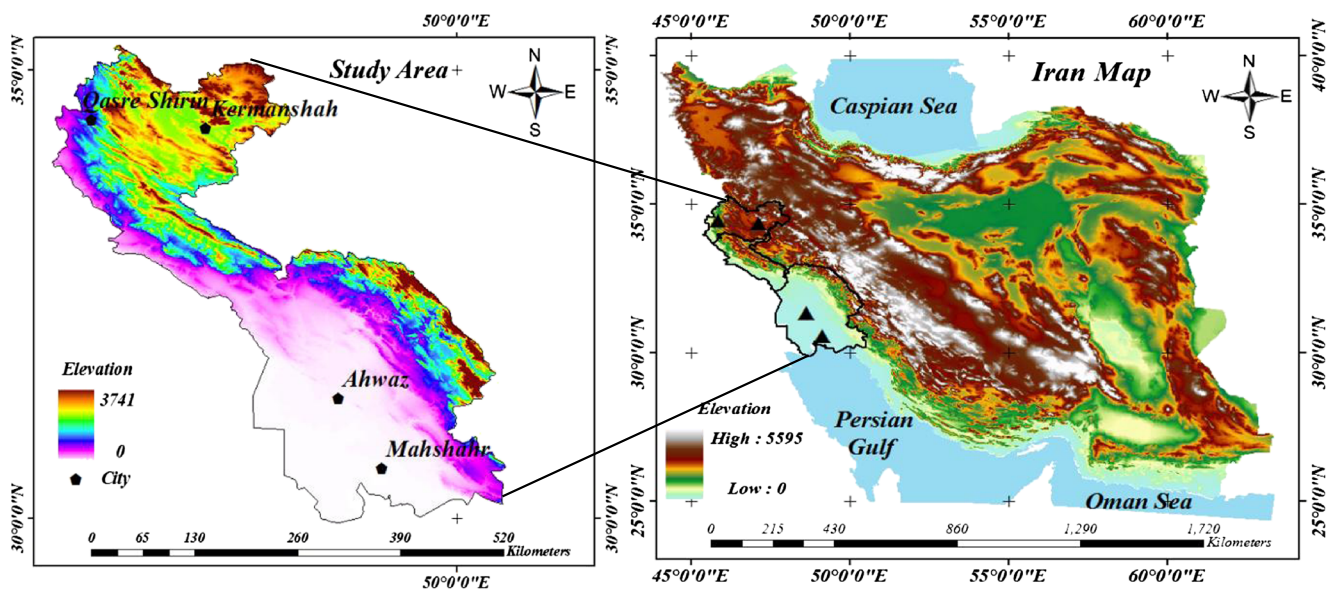 50°0'0"E
Study Area
N
W E
S
35°0'0"N
35°0'0"N
Qasre Shirin
Kermanshah
Elevation
3741
0
City
Ahwaz
Mahshahr
30°0'0"N
30°0'0"N
0 65 130 260 390 520
Kilometers
50°0'0"E
45°0'0"E 50°0'0"E 55°0'0"E 60°0'0"E
Iran Map
N
W E
S
Caspian Sea
40°0'0"N
35°0'0"N
35°0'0"N
30°0'0"N
30°0'0"N
25°0'0"N
25°0'0"N
Elevation
High : 5595
Low : 0
Persian
Gulf
Oman Sea
0 215 430 860 1,290 1,720
Kilometers
45°0'0"E 50°0'0"E 55°0'0"E 60°0'0"E